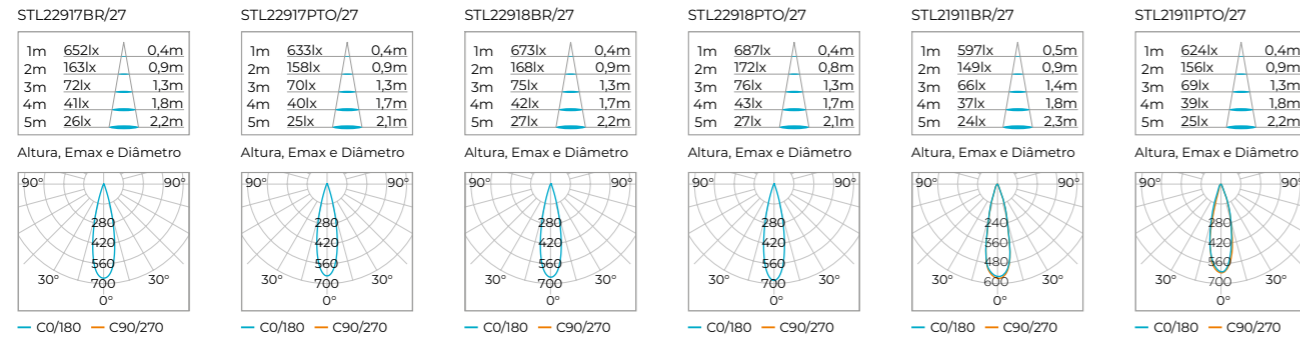 STL22917BR/27
1m 652lx 0,4m
2m 163lx 0,9m
3m 72lx 1,3m
4m 41lx 1,8m
5m 26lx 2,2m
Altura, Emax e Diâmetro
90° 90°
280
420
560
30° 700 30°
0°
C0/180 C90/270
STL22917PTO/27
1m 633lx 0,4m
2m 158lx 0,9m
3m 70lx 1,3m
4m 40lx 1,7m
5m 25lx 2,1m
Altura, Emax e Diâmetro
90° 90°
280
420
560
30° 700 30°
0°
C0/180 C90/270
STL22918BR/27
1m 673lx 0,4m
2m 168lx 0,9m
3m 75lx 1,3m
4m 42lx 1,7m
5m 27lx 2,2m
Altura, Emax e Diâmetro
90° 90°
280
420
560
30° 700 30°
0°
C0/180 C90/270
STL22918PTO/27
1m 687lx 0,4m
2m 172lx 0,8m
3m 76lx 1,3m
4m 43lx 1,7m
5m 27lx 2,1m
Altura, Emax e Diâmetro
90° 90°
280
420
560
30° 700 30°
0°
C0/180 C90/270
STL21911BR/27
1m 597lx 0,5m
2m 149lx 0,9m
3m 66lx 1,4m
4m 37lx 1,8m
5m 24lx 2,3m
Altura, Emax e Diâmetro
90° 90°
240
360
480
30° 600 30°
0°
C0/180 C90/270
STL21911PTO/27
1m 624lx 0,4m
2m 156lx 0,9m
3m 69lx 1,3m
4m 39lx 1,8m
5m 25lx 2,2m
Altura, Emax e Diâmetro
90° 90°
280
420
560
30° 700 30°
0°
C0/180 C90/270